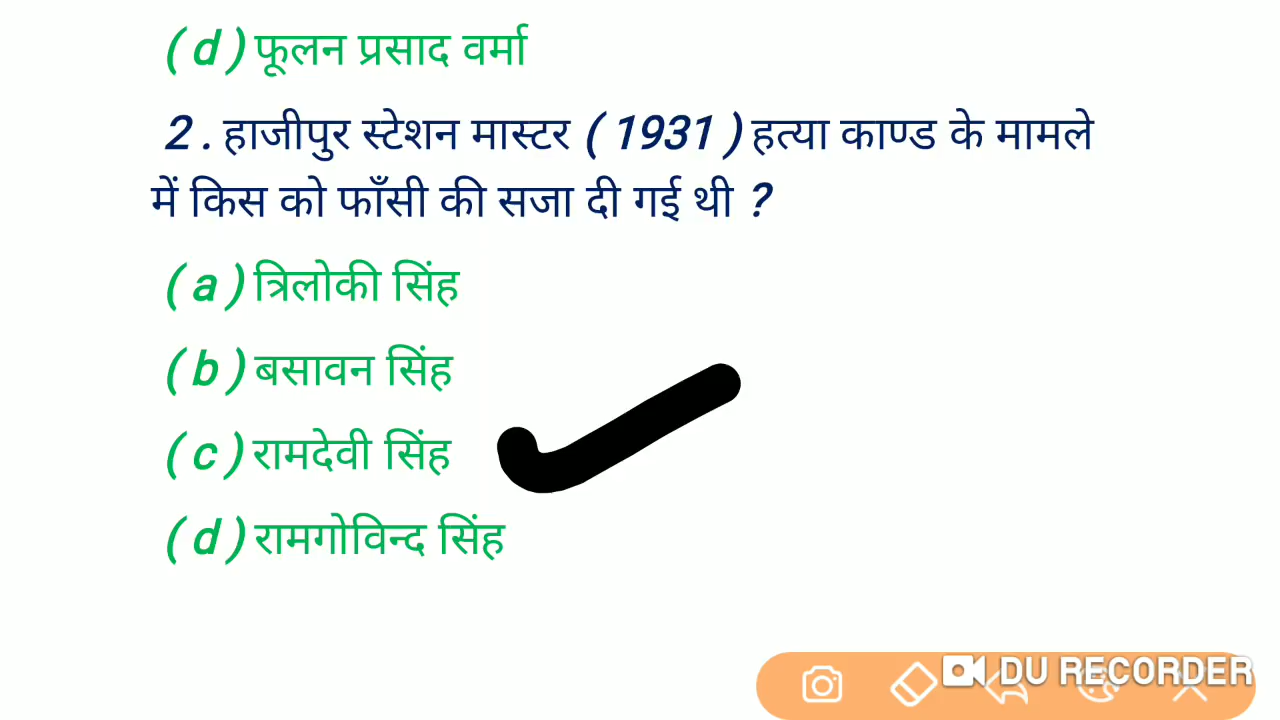 ( d ) फूलन प्रसाद वर्मा
2 . हाजीपुर स्टेशन मास्टर ( 1931 ) हत्या काण्ड के मामले
में किस को फाँसी की सजा दी गई थी ?
( a ) त्रिलोकी सिंह
( b ) बसावन सिंह
( c ) रामदेवी सिंह
( d ) रामगोविन्द सिंह
DU RECORDER